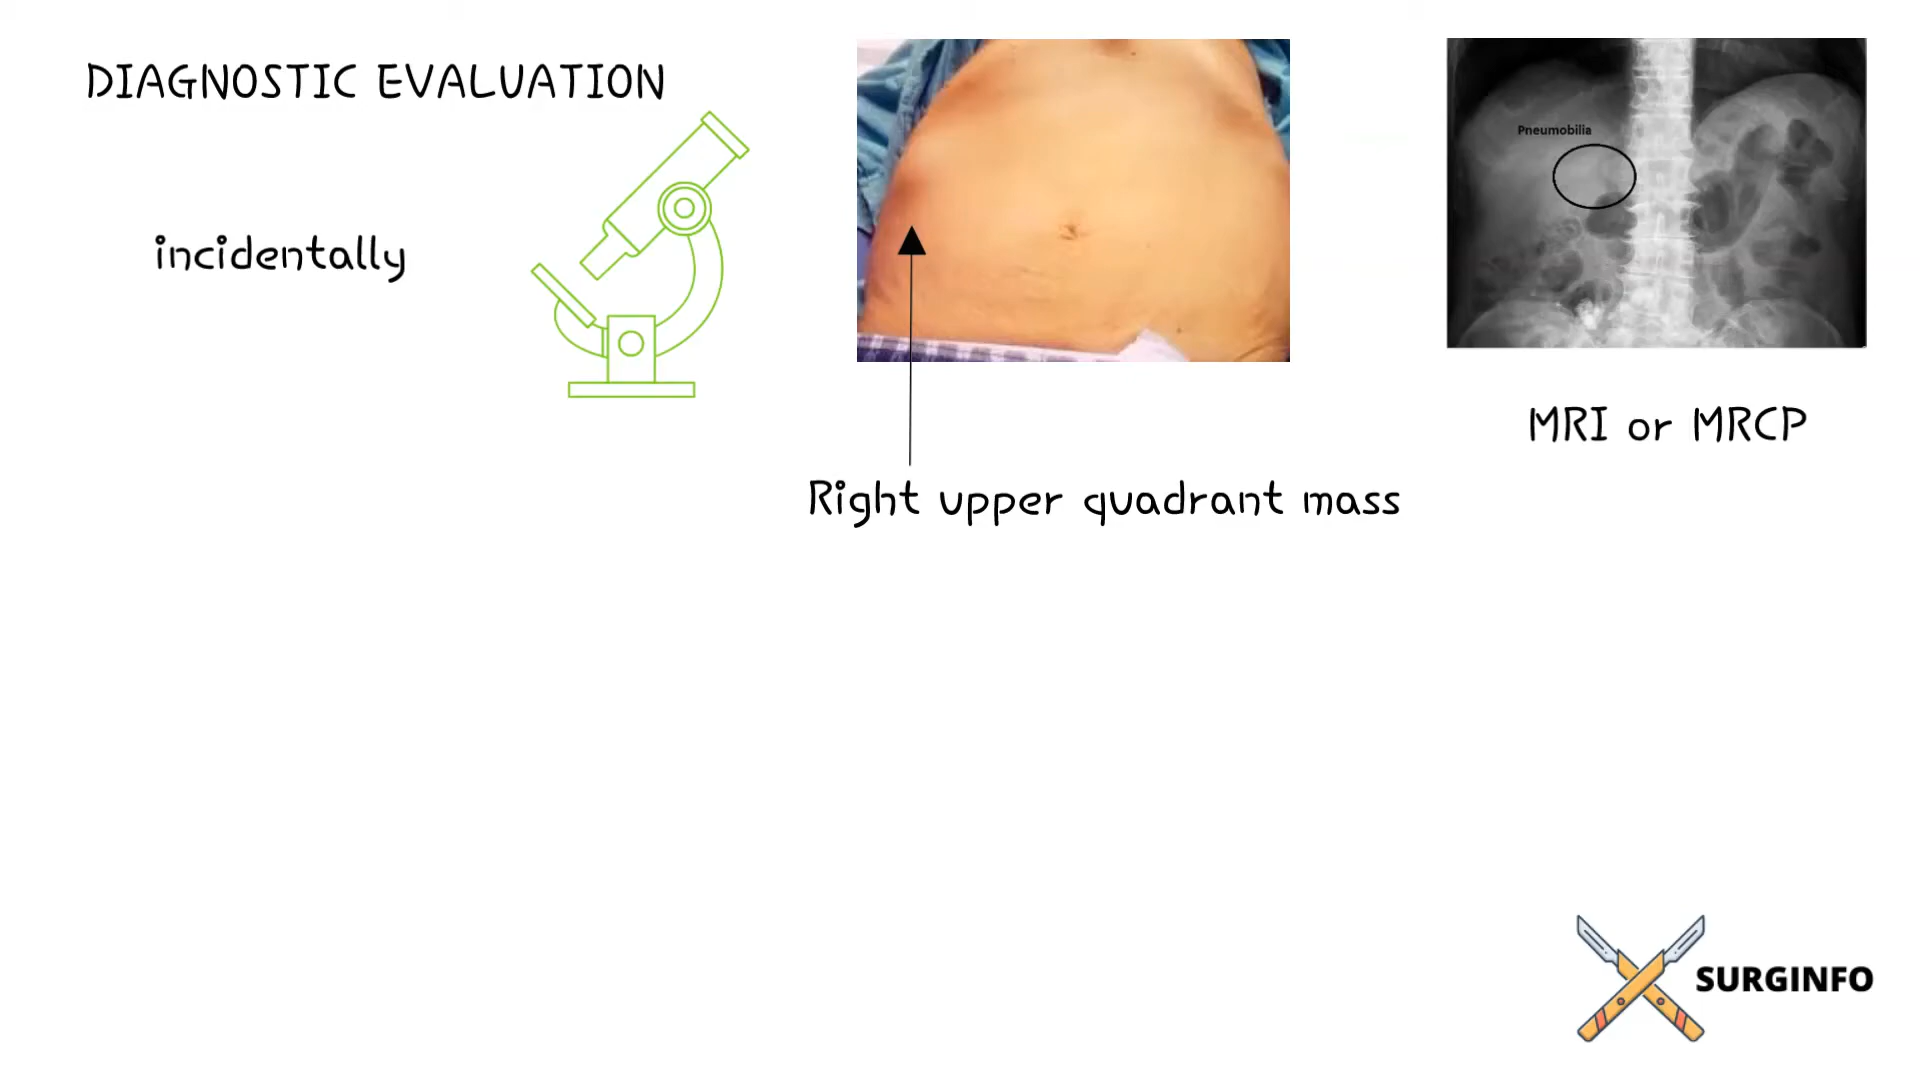 DIAGNOSTIC EVALUATION
incidentally
Right upper quadrant mass
Pneumobilia
MRI or MRCP
SURGINFO